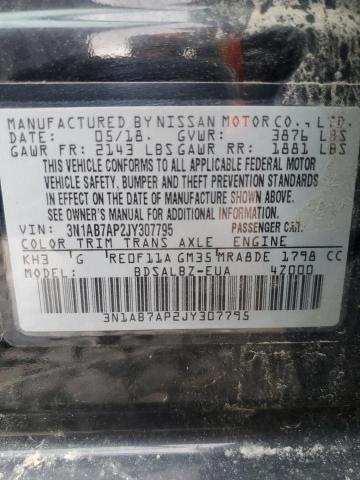 MANUFACTURED BY NISSAN MOTOR CO., LTD.
DATE: 05/18. GVWR: 3876 LBS
GAWR FR: 2143 LBS GAWR RR: 1881 LBS
THIS VEHICLE CONFORMS TO ALL APPLICABLE FEDERAL MOTOR
VEHICLE SAFETY, BUMPER AND THEFT PREVENTION STANDARDS
IN EFFECT ON THE DATE OF MANUFACTURE SHOWN ABOVE.
SEE OWNER'S MANUAL FOR ADDITIONAL INFORMATION.
VIN: 3N1AB7AP2JY307795 PASSENGER CAR.
COLOR TRIM TRANS AXLE ENGINE
KH3 G RE0F11A GM35 MRA8DE 1798 CC
MODEL: BDSALBZ-EUA 47000
3N1AB7AP2JY307795